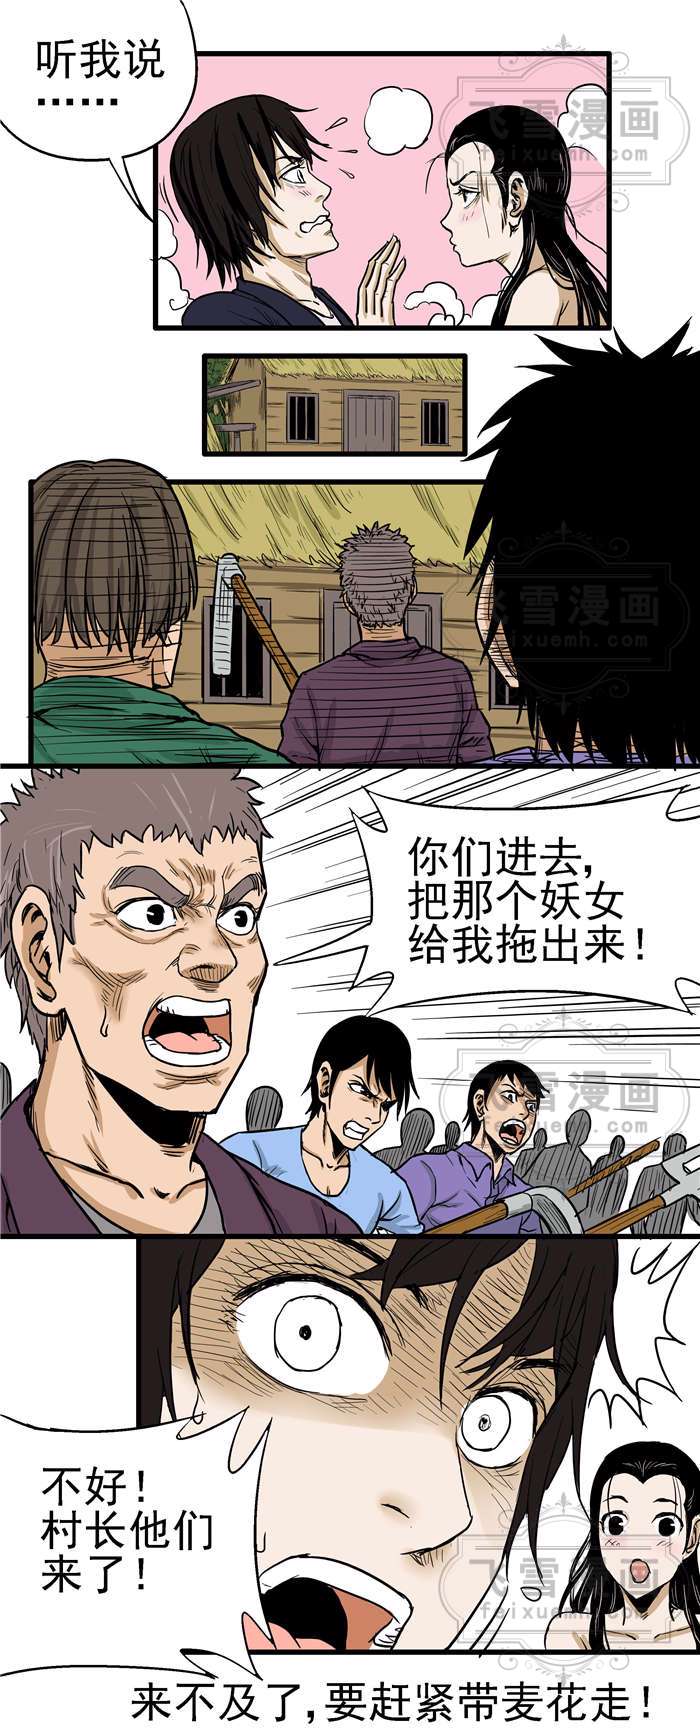 听我说
……
飞雪漫画
feixuemh.com
飞雪漫画
feixuemh.com
你们进去，
把那个妖女
给我拖出来！
飞雪漫画
feixuemh.com
不好！
村长他们
来了！
飞雪漫画
feixuemh.com
来不及了，要赶紧带麦花走！